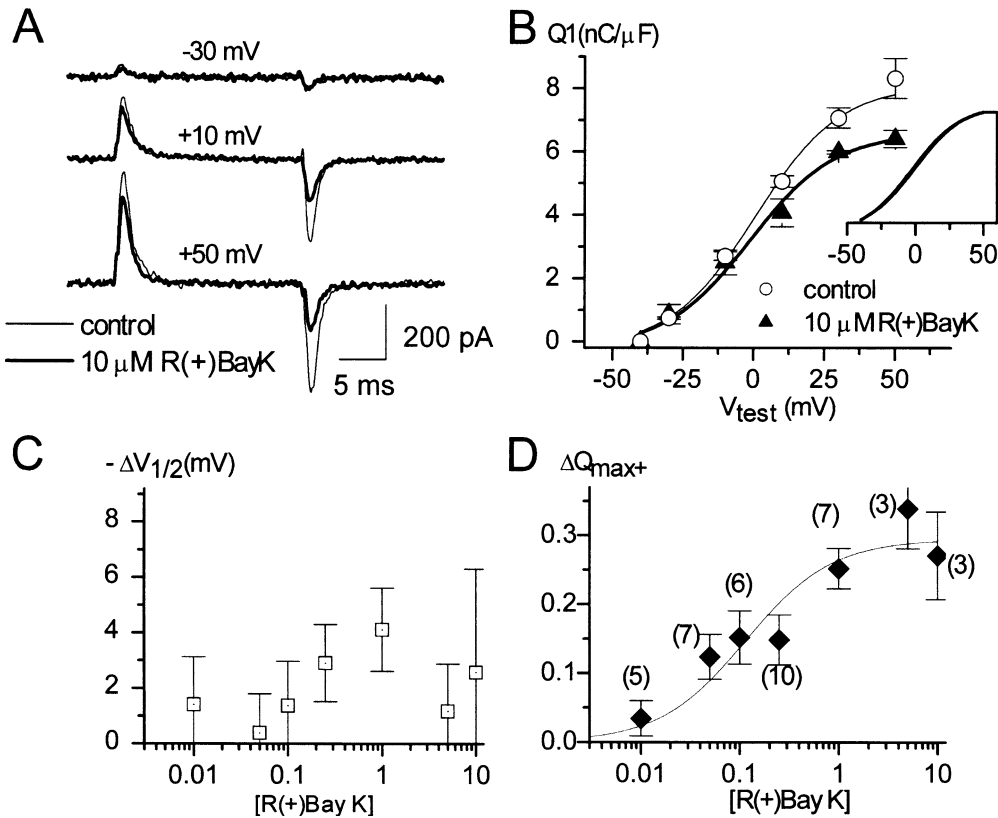 A
-30 mV
+10 mV
+50 mV
control
10 µM R(+)BayK
200 pA
5 ms
B
Q1(nC/µF)
8
6
4
2
0
-50
-25
0
25
50
Vtest (mV)
-50
0
50
control
10 µM R(+)BayK
C
- ΔV1/2(mV)
8
6
4
2
0
0.01
0.1
1
10
[R(+)Bay K]
D
ΔQmax+
0.3
0.2
0.1
0.0
(5)
(7)
(6)
(10)
(7)
(3)
(3)
0.01
0.1
1
10
[R(+)Bay K]